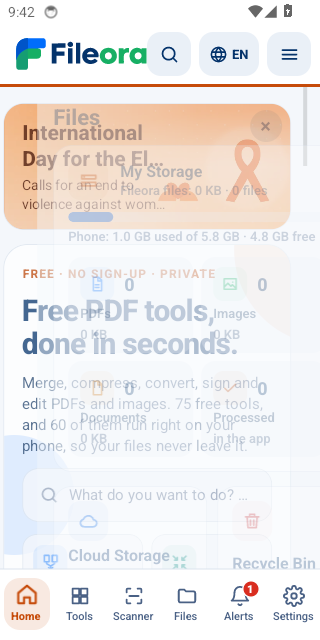 9:42
Fileora
EN
Files
International
Day for the El...
Calls for an end to
violence against wom...
My Storage
Fileora files: 0 KB · 0 files
Phone: 1.0 GB used of 5.8 GB · 4.8 GB free
FREE · NO SIGN-UP · PRIVATE
Free PDF tools,
done in seconds.
0
PDFs
0 KB
0
Images
0 KB
Merge, compress, convert, sign and
edit PDFs and images. 75 free tools,
and 60 of them run right on your
phone, so your files never leave it.
0
Documents
0 KB
0
Processed
in the app
What do you want to do? ...
Cloud Storage
Recycle Bin
Home
Tools
Scanner
Files
1
Alerts
Settings